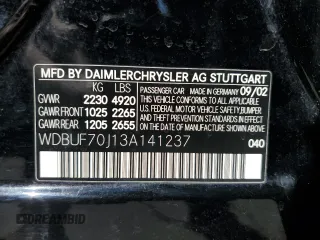 MFD BY DAIMLERCHRYSLER AG STUTTGART
KG LBS
GVWR 2230 4920
GAWR FRONT 1025 2265
GAWR REAR 1205 2655
PASSENGER CAR MADE IN GERMANY 09/02
THIS VEHICLE CONFORMS TO ALL APPLICABLE
U.S. FEDERAL MOTOR VEHICLE
SAFETY, BUMPER, AND THEFT
PREVENTION STANDARDS IN EFFECT ON
THE DATE OF MANUFACTURE SHOWN ABOVE.
WDBUF70J13A141237
040
CREAMBID